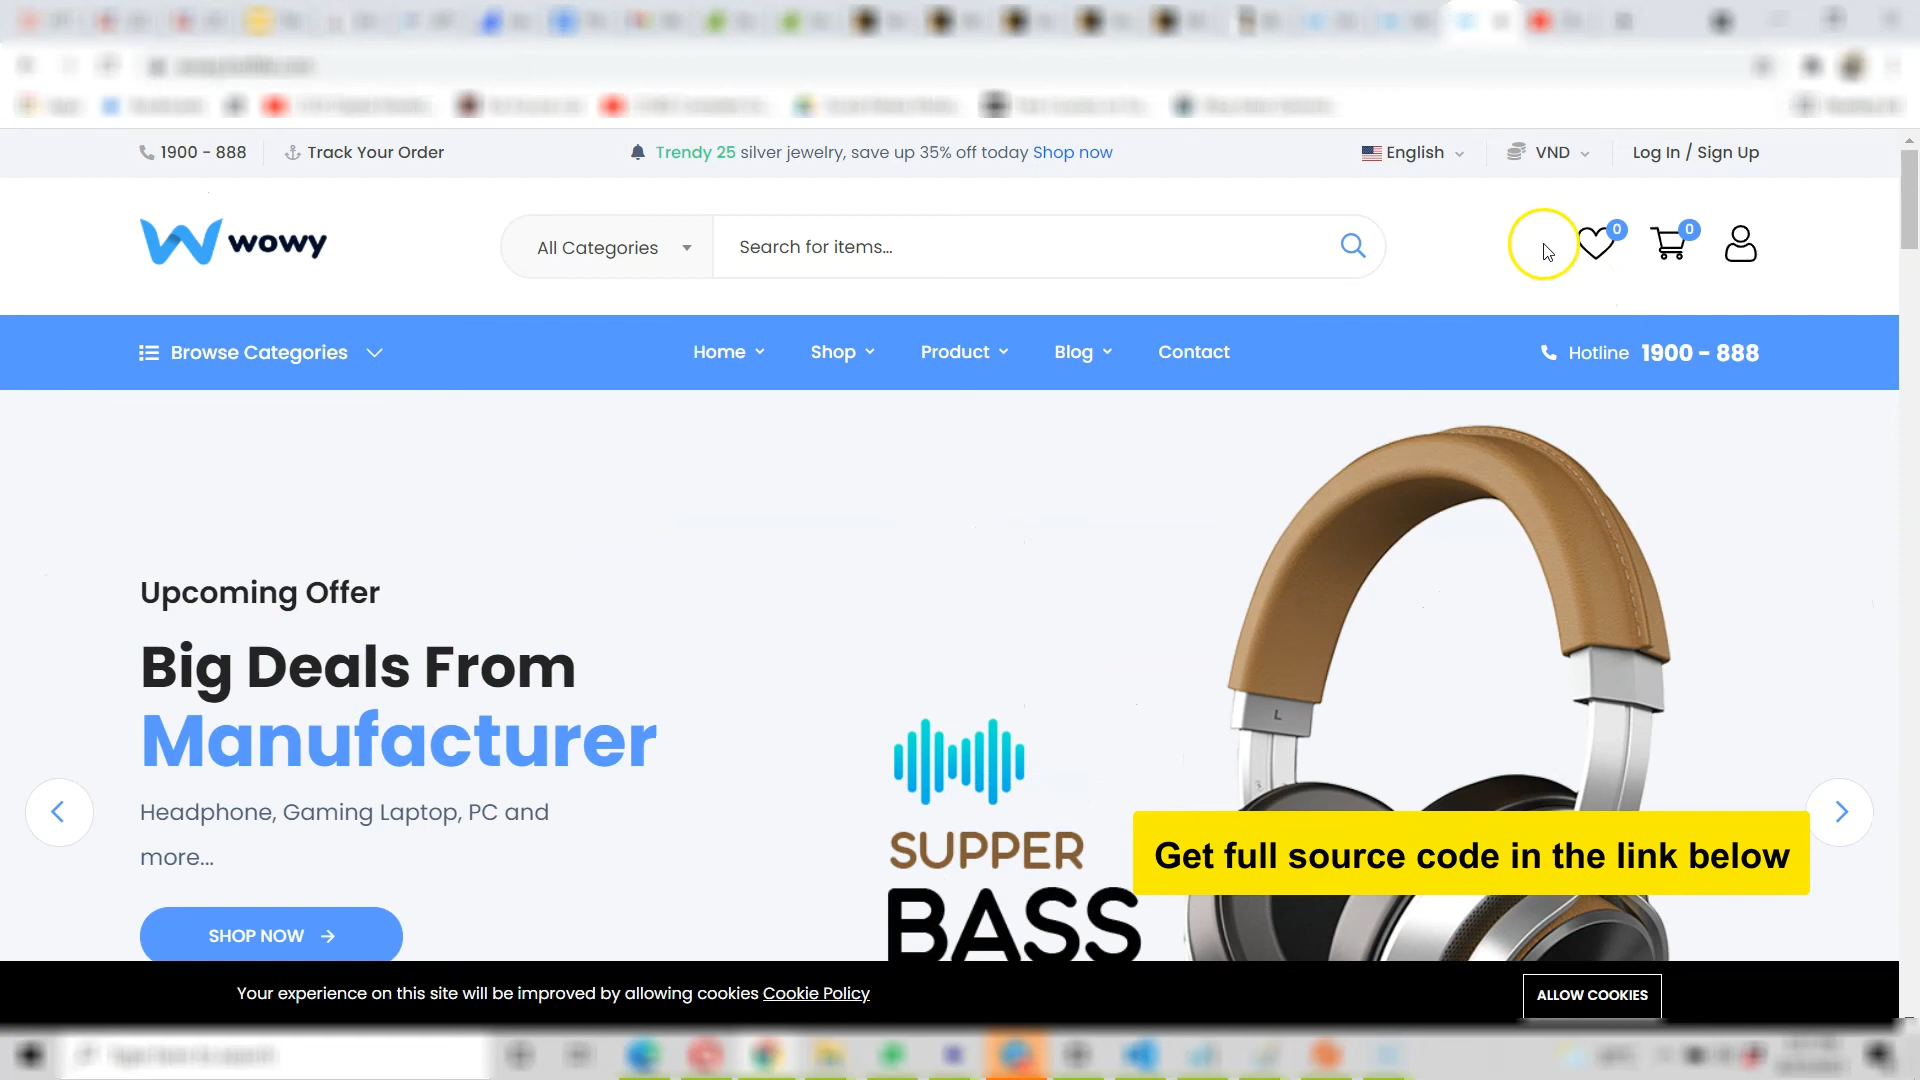 1900 - 888
Track Your Order
Trendy 25 silver jewelry, save up 35% off today Shop now
English
VND
Log In / Sign Up
wowy
All Categories
Search for items...
0
0
Browse Categories
Home
Shop
Product
Blog
Contact
Hotline 1900 - 888
Upcoming Offer
Big Deals From
Manufacturer
Headphone, Gaming Laptop, PC and
more...
SHOP NOW
L
SUPPER
BASS
Get full source code in the link below
Your experience on this site will be improved by allowing cookies Cookie Policy
ALLOW COOKIES